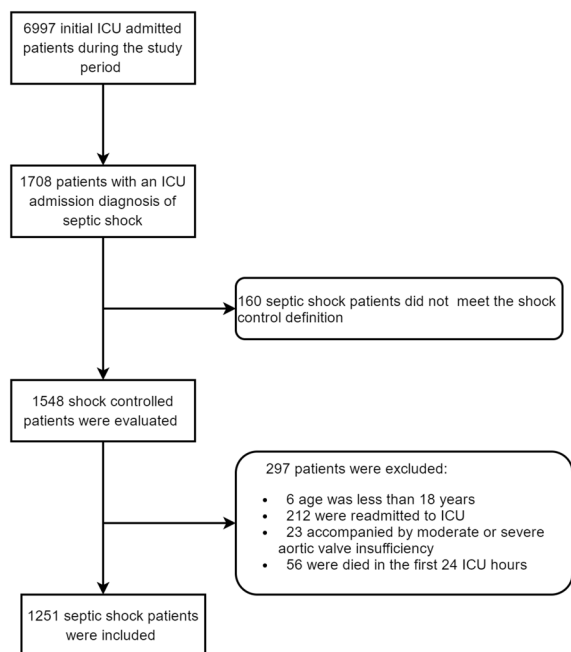 6997 initial ICU admitted
patients during the study
period
1708 patients with an ICU
admission diagnosis of
septic shock
160 septic shock patients did not  meet the shock
control definition
1548 shock controlled
patients were evaluated
297 patients were excluded:
• 6 age was less than 18 years
• 212 were readmitted to ICU
• 23 accompanied by moderate or severe
aortic valve insufficiency
• 56 were died in the first 24 ICU hours
1251 septic shock patients
were included